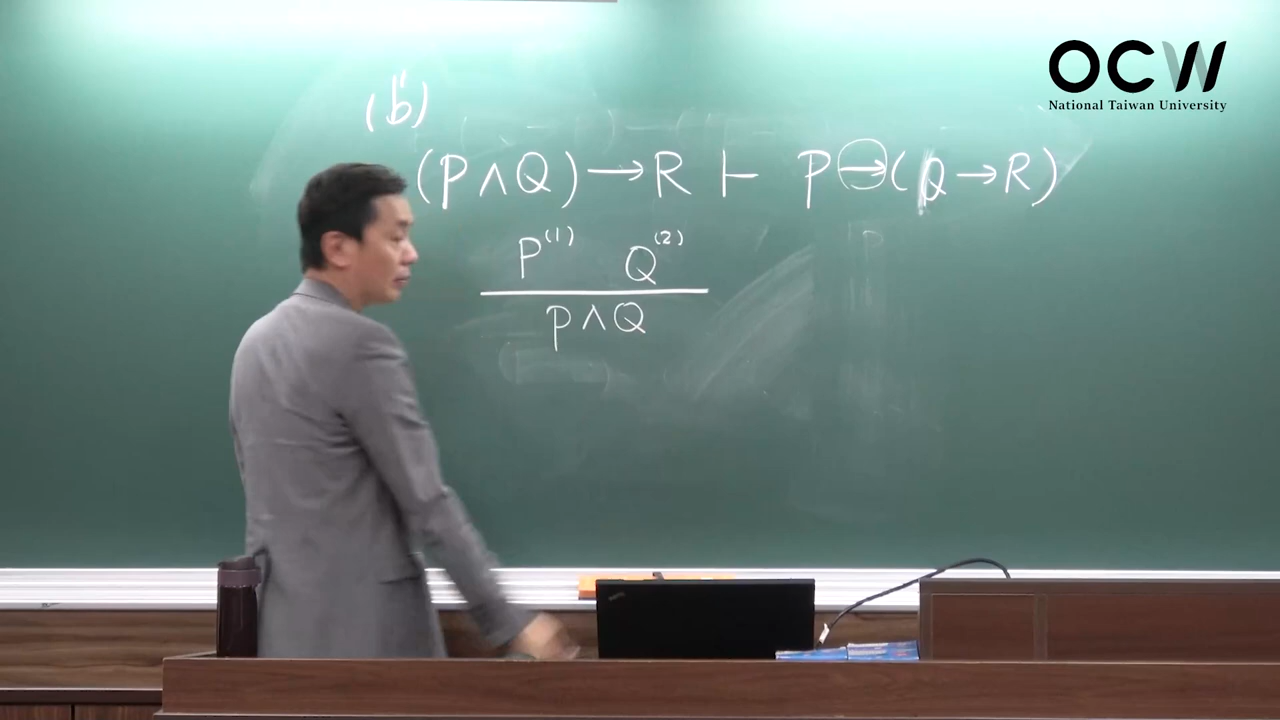 OCW
National Taiwan University
(b')
(P∧Q)→R ⊢ P→(Q→R)
P⁽¹⁾ Q⁽²⁾
P∧Q